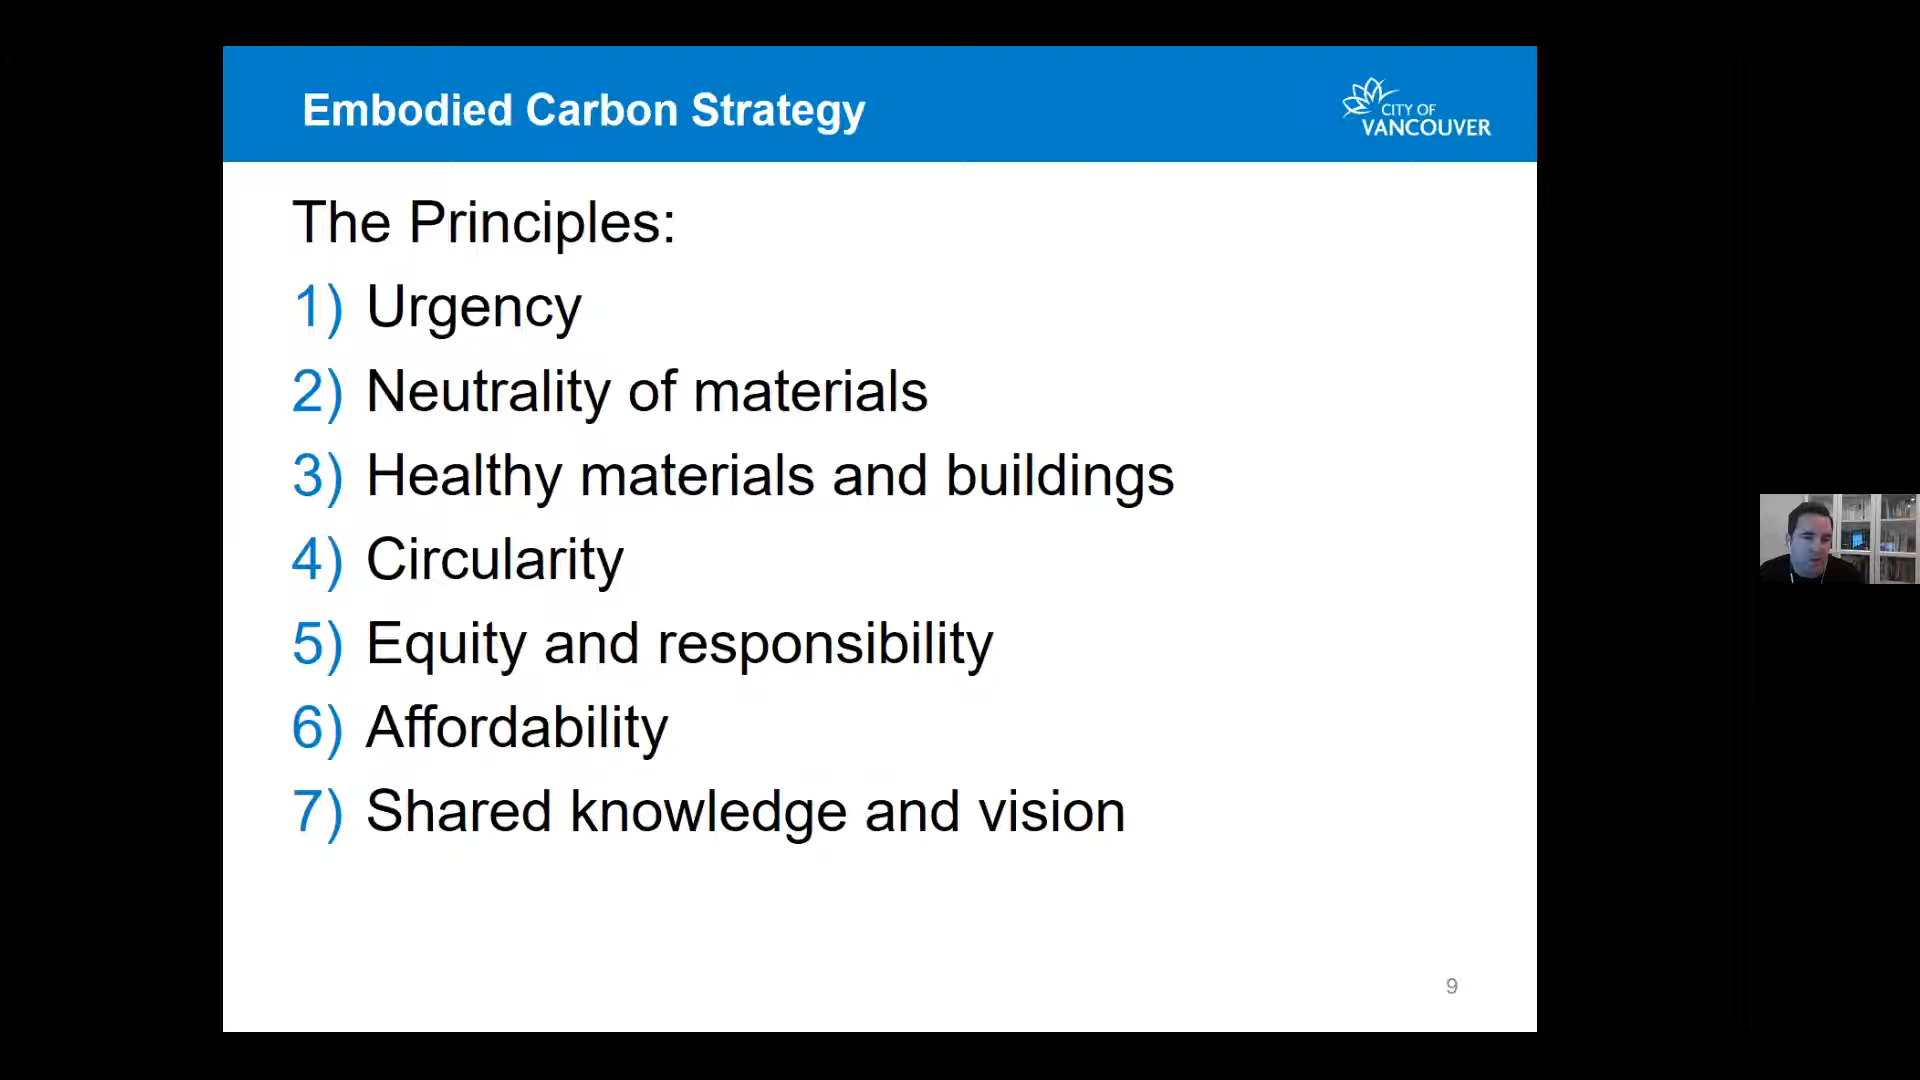 Embodied Carbon Strategy
CITY OF
VANCOUVER
The Principles:
1) Urgency
2) Neutrality of materials
3) Healthy materials and buildings
4) Circularity
5) Equity and responsibility
6) Affordability
7) Shared knowledge and vision
9